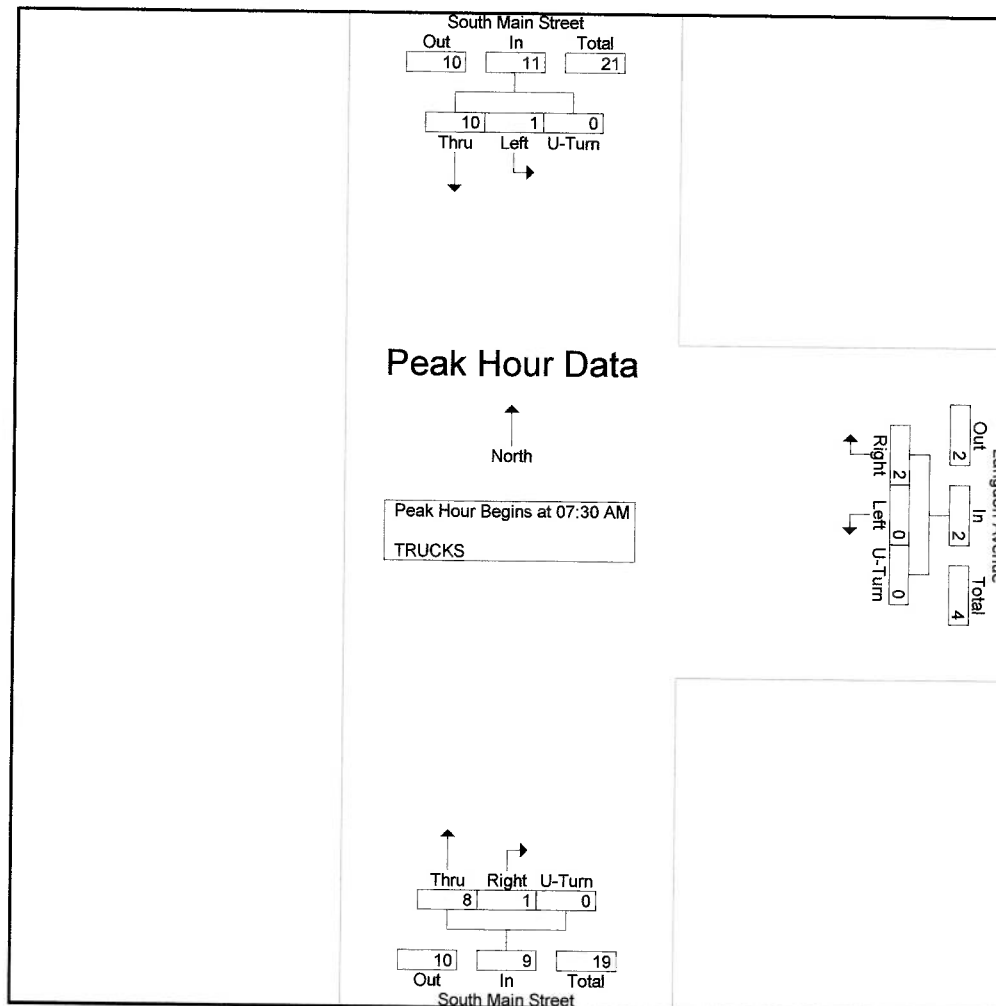 South Main Street
Out In Total
10 11 21
10 1 0
Thru Left U-Turn
Peak Hour Data
North
Peak Hour Begins at 07:30 AM
TRUCKS
Out In Total
2 2 4
2 0 0
Right Left U-Turn
Thru Right U-Turn
8 1 0
10 9 19
Out In Total
South Main Street